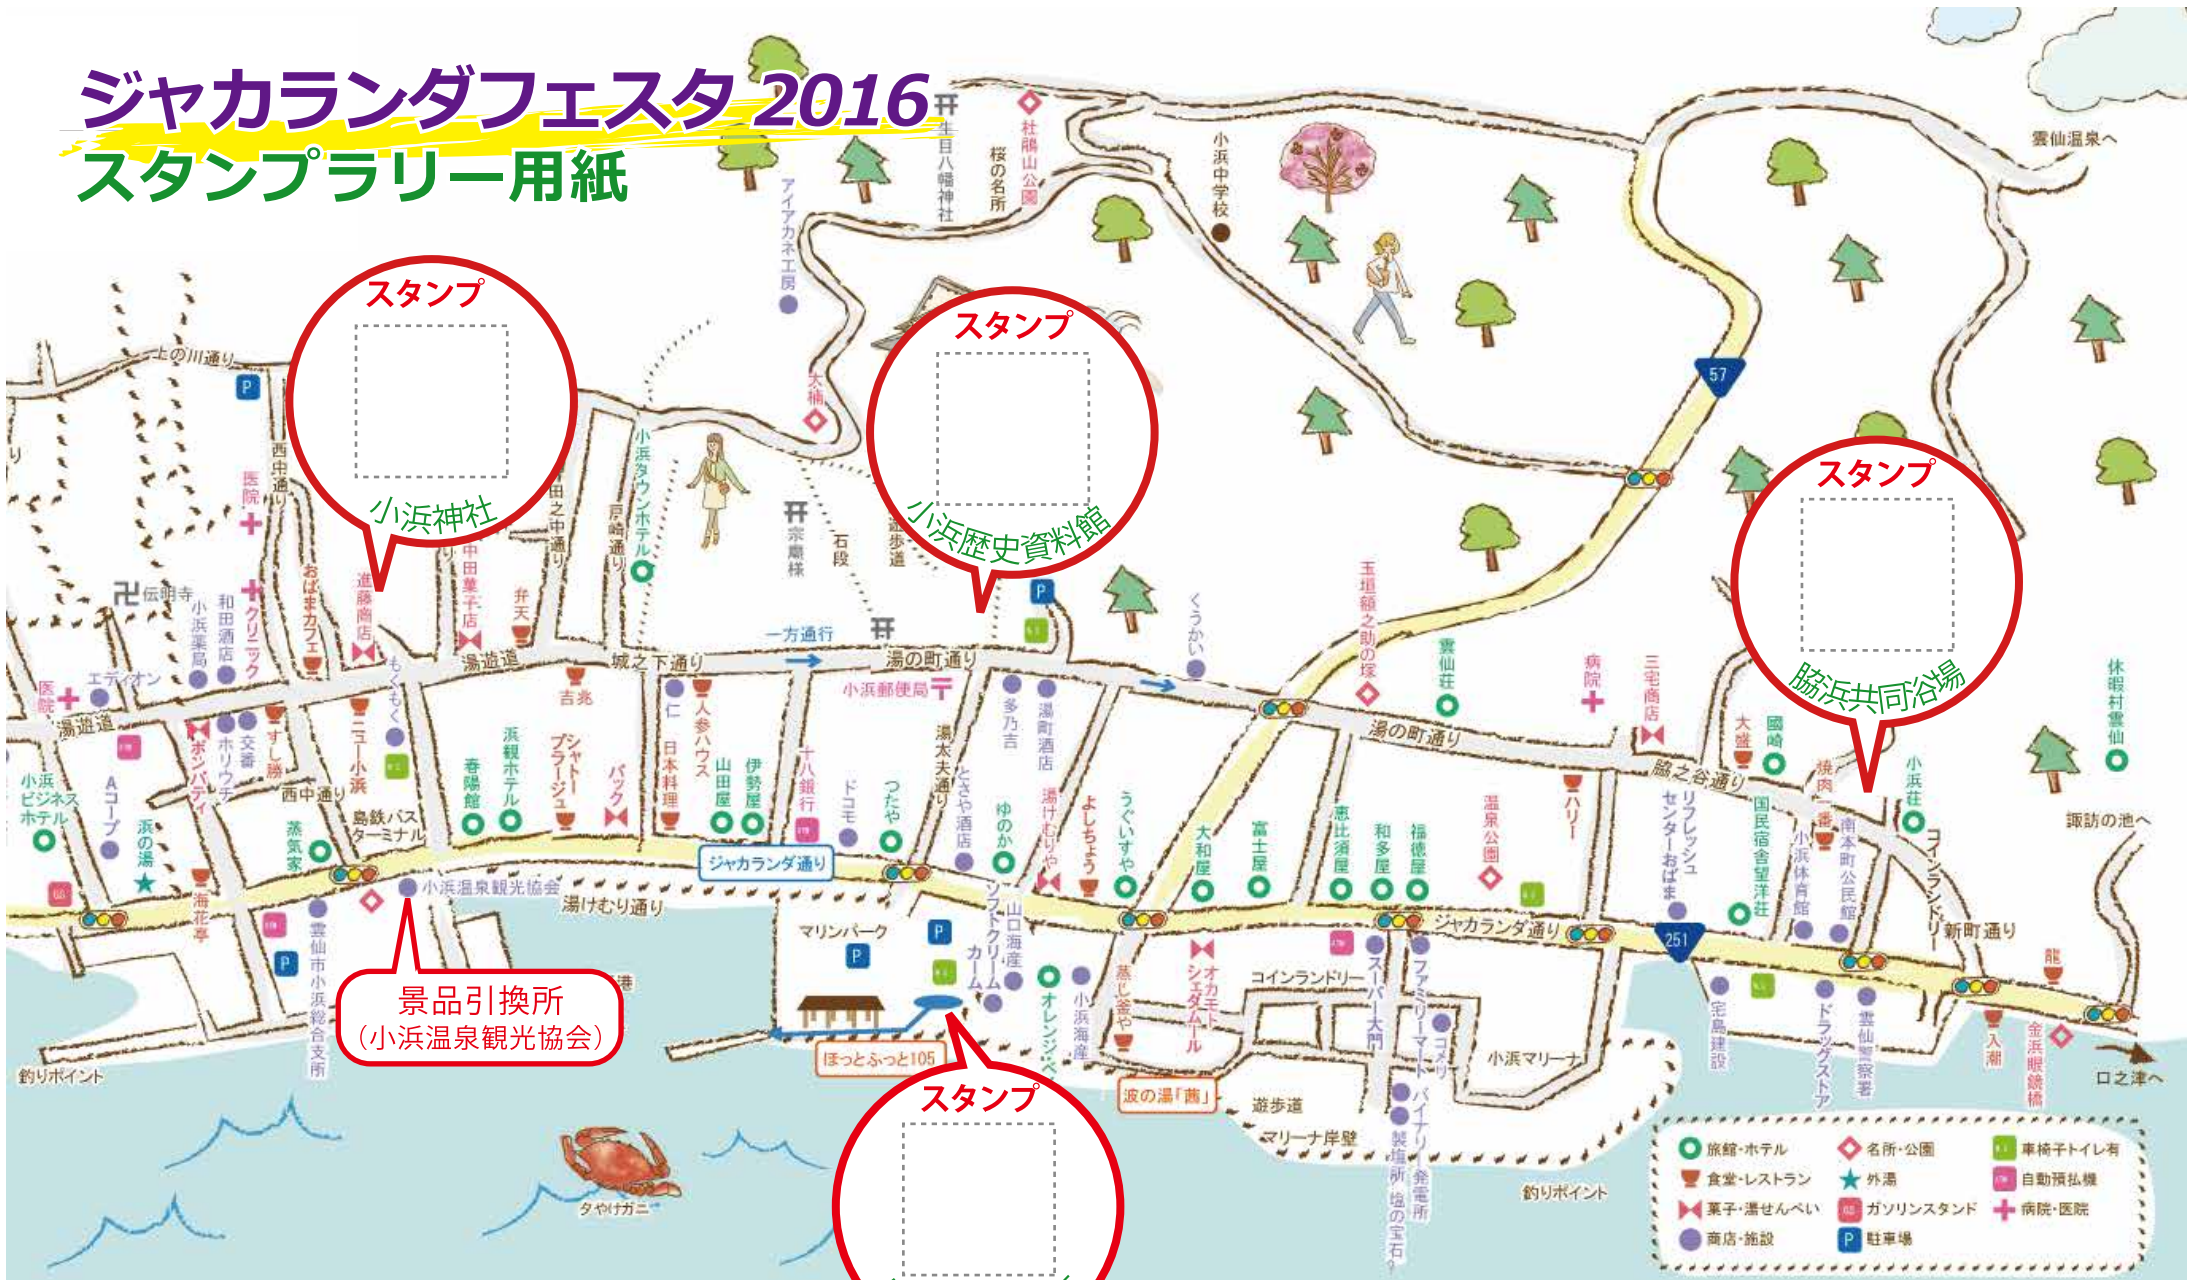 ジャカランダフェスタ 2016
スタンプラリー用紙
生目八幡神社
杜鵑山公園
桜の名所
小浜中学校
雲仙温泉へ
アイアカネ工房
スタンプ
小浜神社
スタンプ
小浜歴史資料館
スタンプ
脇浜共同浴場
上の川通り
P
西中通り
医院
大楠
57
小浜タウンホテル
戸崎通り
田之中通り
宗廟様
石段
遊歩道
伝明寺
小浜薬局
和田酒店
クリニック
おばまカフェ
進藤商店
中田菓子店
弁天
もくもく
湯遊道
城之下通り
一方通行
湯の町通り
P
くうかい
玉垣額之助の塚
雲仙荘
病院
三宅商店
休暇村雲仙
医院
エディオン
湯遊道
吉兆
仁
人参ハウス
小浜郵便局
多乃吉
湯町酒店
湯の町通り
脇之谷通り
大盛
國崎
焼肉一番
小浜荘
小浜
ビジネス
ホテル
Aコープ
浜の湯
ボンパティ
ホリウチ
交番
すし勝
ニュー小浜
西中通り
島鉄バス
ターミナル
蒸気家
春陽館
浜観ホテル
シャトー
ブラージュ
パック
日本料理
山田屋
伊勢屋
十八銀行
ドコモ
つたや
湯太夫通り
とさや酒店
ゆのか
湯けむりや
よしちょう
うぐいすや
大和屋
富士屋
恵比須屋
和多屋
福徳屋
温泉公園
ハリー
リフレッシュ
センターおばま
国民宿舎望洋荘
小浜体育館
南本町公民館
コインランドリー
諏訪の池へ
GS
海花亭
ジャカランダ通り
小浜温泉観光協会
湯けむり通り
雲仙市小浜総合支所
P
景品引換所
(小浜温泉観光協会)
港
マリンパーク
P
P
ソフトクリーム
カーム
山口海産
オレンジ・ベイ
小浜海産
蒸し釜や
オカモト
シェダムール
コインランドリー
スーパー大門
ファミリーマート
コメリ
小浜マリーナ
ジャカランダ通り
251
新町通り
龍
宅島建設
ドラッグストア
雲仙警察署
入潮
金浜眼鏡橋
口之津へ
釣りポイント
ほっとふっと105
波の湯「茜」
遊歩道
マリーナ岸壁
バイナリー発電所
製塩所 塩の宝石
釣りポイント
夕やけガニ
スタンプ
旅館・ホテル
名所・公園
車椅子トイレ有
食堂・レストラン
外湯
自動預払機
菓子・湯せんぺい
GS
ガソリンスタンド
病院・医院
商店・施設
P
駐車場